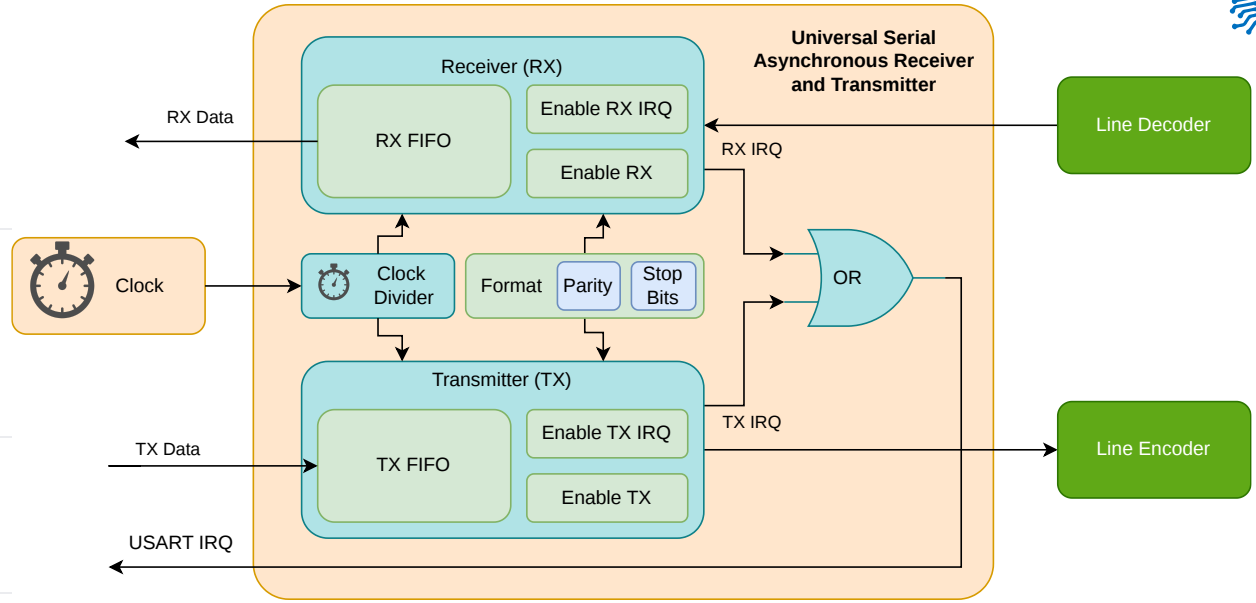 Universal Serial
Asynchronous Receiver
and Transmitter
Receiver (RX)
RX FIFO
Enable RX IRQ
Enable RX
RX Data
RX IRQ
Line Decoder
Clock
Clock
Divider
Format
Parity
Stop
Bits
OR
Transmitter (TX)
TX FIFO
Enable TX IRQ
Enable TX
TX Data
TX IRQ
Line Encoder
USART IRQ